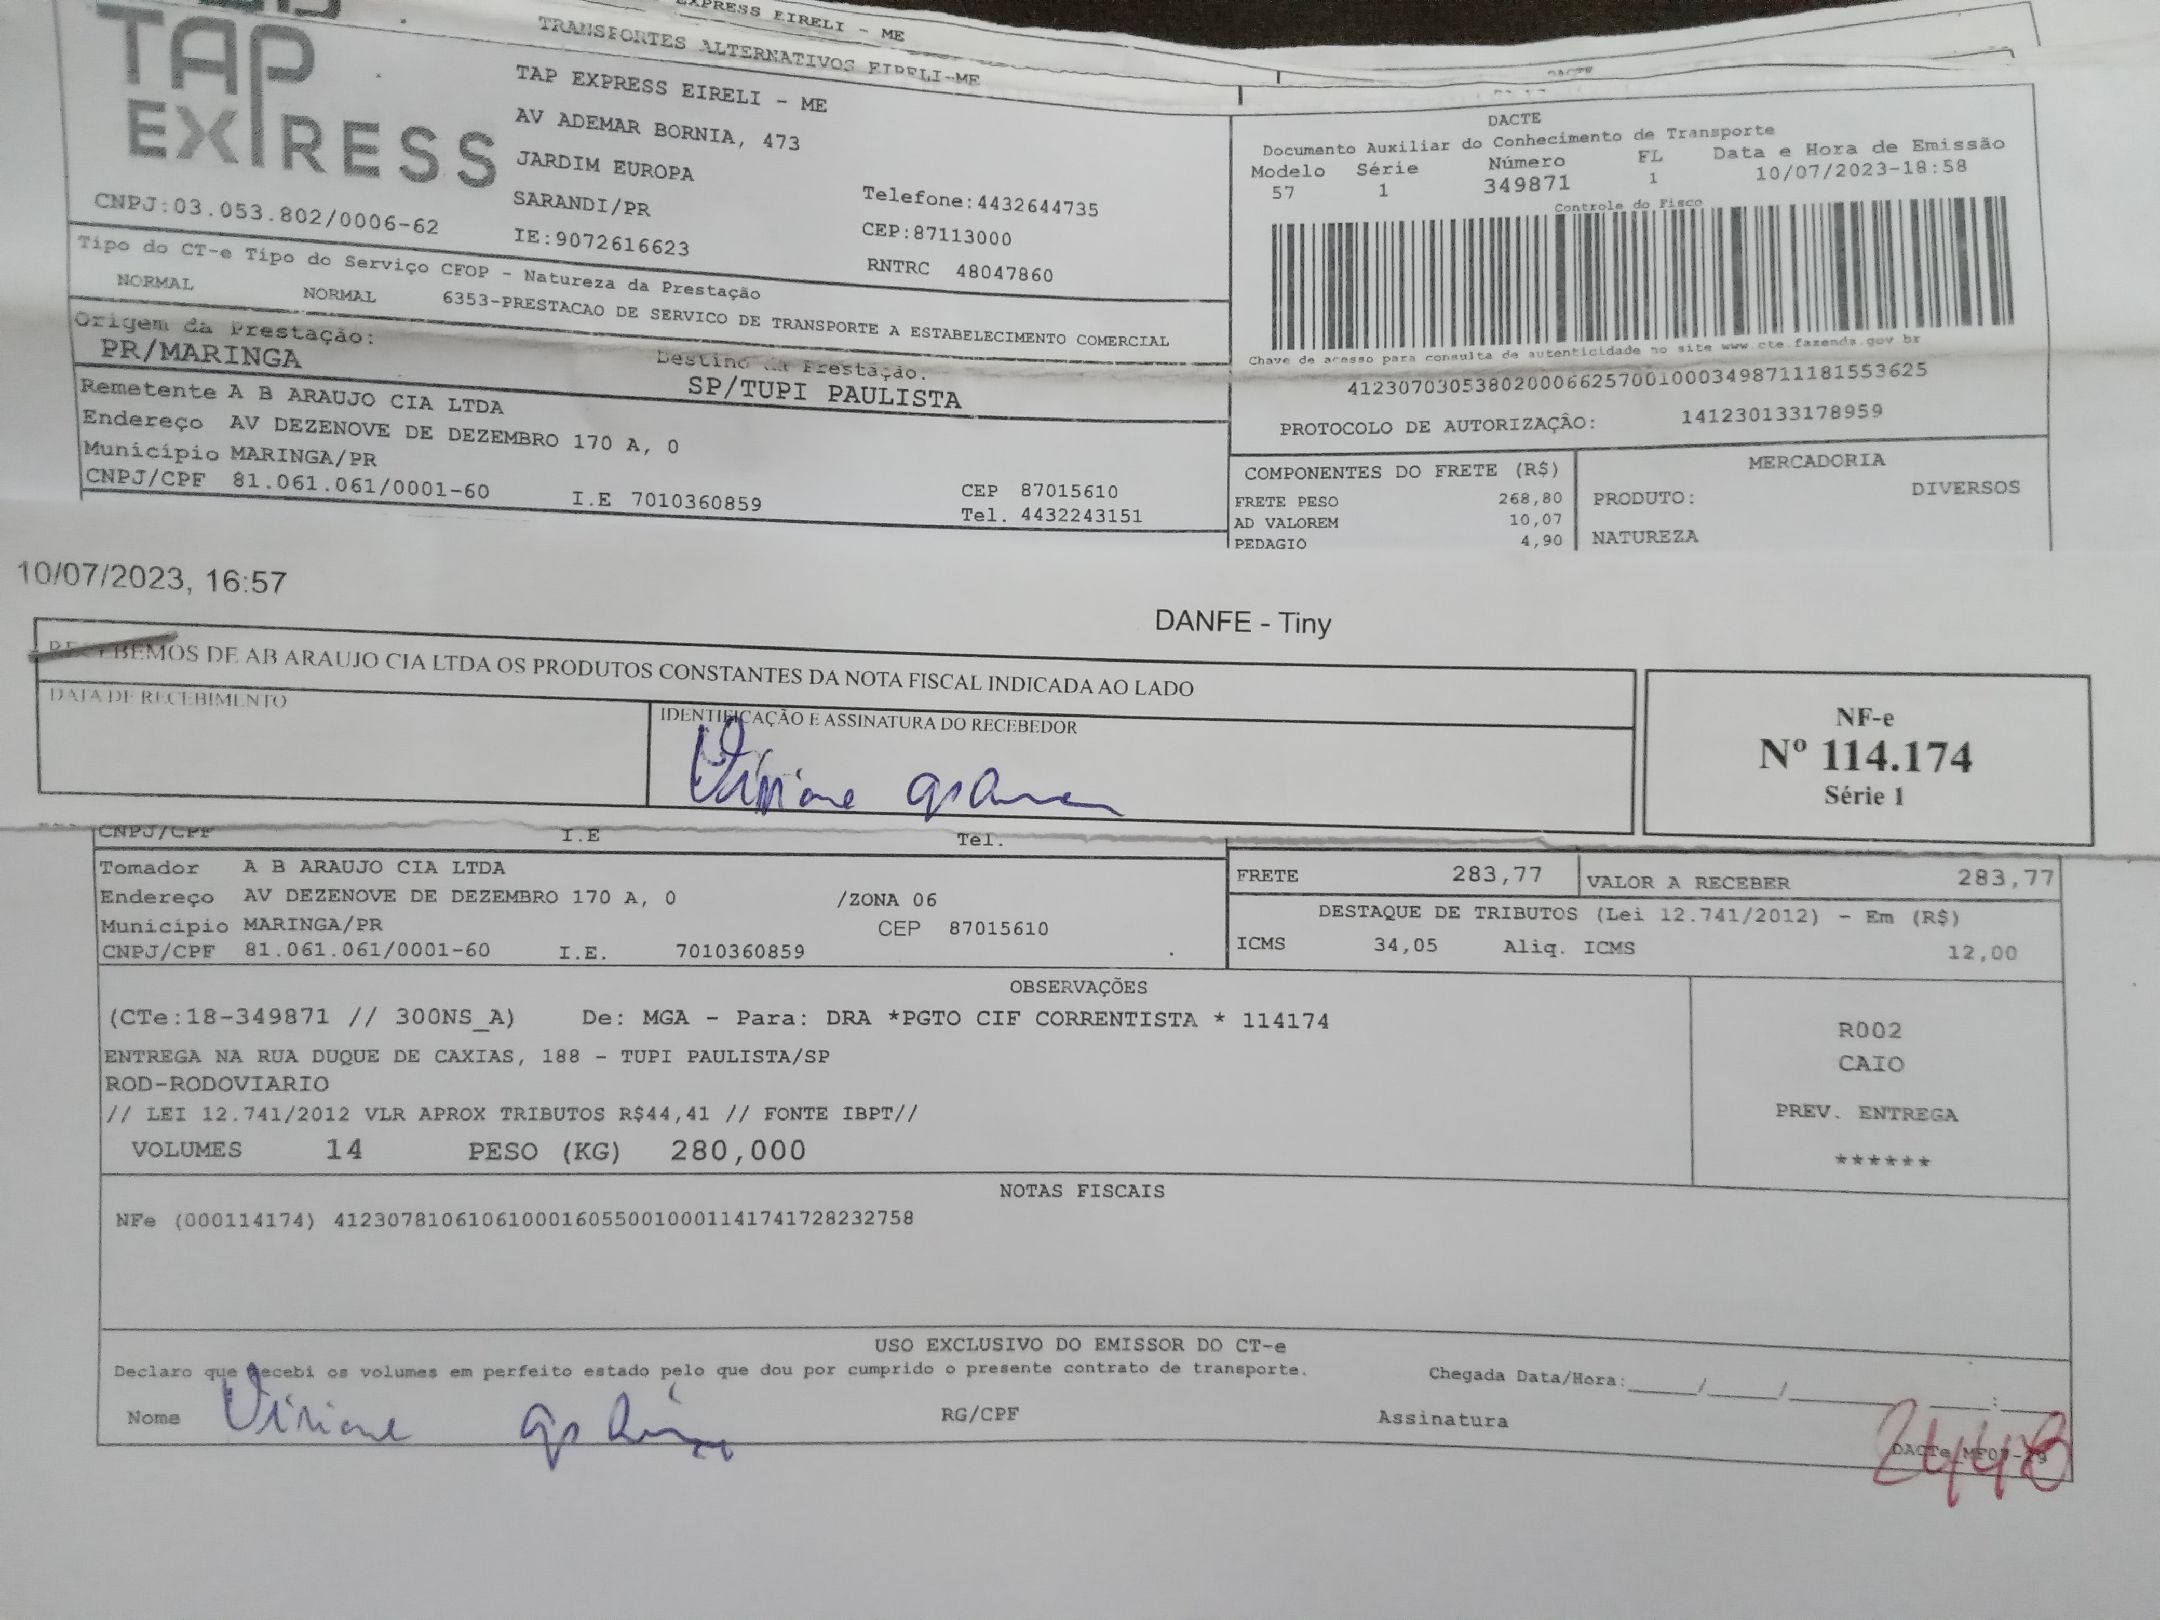 EXPRESS EIRELI - ME
TRANSPORTES ALTERNATIVOS EIRELI-ME
TAP
EXPRESS
TAP EXPRESS EIRELI - ME
AV ADEMAR BORNIA, 473
JARDIM EUROPA
SARANDI/PR
Telefone:4432644735
CNPJ:03.053.802/0006-62
IE:9072616623
CEP:87113000
RNTRC 48047860
DACTE
Documento Auxiliar do Conhecimento de Transporte
Modelo Série Número FL Data e Hora de Emissão
57 1 349871 1 10/07/2023-18:58
Controle do Fisco
Chave de acesso para consulta de autenticidade no site www.cte.fazenda.gov.br
41230703053802000662570010003498711181553625
PROTOCOLO DE AUTORIZAÇÃO: 141230133178959
Tipo do CT-e Tipo do Serviço CFOP - Natureza da Prestação
NORMAL NORMAL 6353-PRESTACAO DE SERVICO DE TRANSPORTE A ESTABELECIMENTO COMERCIAL
Origem da Prestação: Destino da Prestação.
PR/MARINGA SP/TUPI PAULISTA
Remetente A B ARAUJO CIA LTDA
Endereço AV DEZENOVE DE DEZEMBRO 170 A, 0
Município MARINGA/PR CEP 87015610
CNPJ/CPF 81.061.061/0001-60 I.E 7010360859 Tel. 4432243151
COMPONENTES DO FRETE (R$) MERCADORIA
FRETE PESO 268,80 PRODUTO: DIVERSOS
AD VALOREM 10,07
PEDAGIO 4,90 NATUREZA
10/07/2023, 16:57
DANFE - Tiny
RECEBEMOS DE AB ARAUJO CIA LTDA OS PRODUTOS CONSTANTES DA NOTA FISCAL INDICADA AO LADO
DATA DE RECEBIMENTO
IDENTIFICAÇÃO E ASSINATURA DO RECEBEDOR
NF-e
Nº 114.174
Série 1
CNPJ/CPF I.E Tel.
Tomador A B ARAUJO CIA LTDA
Endereço AV DEZENOVE DE DEZEMBRO 170 A, 0 /ZONA 06
Município MARINGA/PR CEP 87015610
CNPJ/CPF 81.061.061/0001-60 I.E. 7010360859
FRETE 283,77 VALOR A RECEBER 283,77
DESTAQUE DE TRIBUTOS (Lei 12.741/2012) - Em (R$)
ICMS 34,05 Aliq. ICMS 12,00
OBSERVAÇÕES
(CTe:18-349871 // 300NS_A) De: MGA - Para: DRA *PGTO CIF CORRENTISTA * 114174
ENTREGA NA RUA DUQUE DE CAXIAS, 188 - TUPI PAULISTA/SP
ROD-RODOVIARIO
// LEI 12.741/2012 VLR APROX TRIBUTOS R$44,41 // FONTE IBPT//
VOLUMES 14 PESO (KG) 280,000
R002
CAIO
PREV. ENTREGA
******
NOTAS FISCAIS
NFe (000114174) 41230781061061000160550010001141741728232758
USO EXCLUSIVO DO EMISSOR DO CT-e
Declaro que recebi os volumes em perfeito estado pelo que dou por cumprido o presente contrato de transporte.
Chegada Data/Hora:____/____/____ ____:____
Nome RG/CPF Assinatura